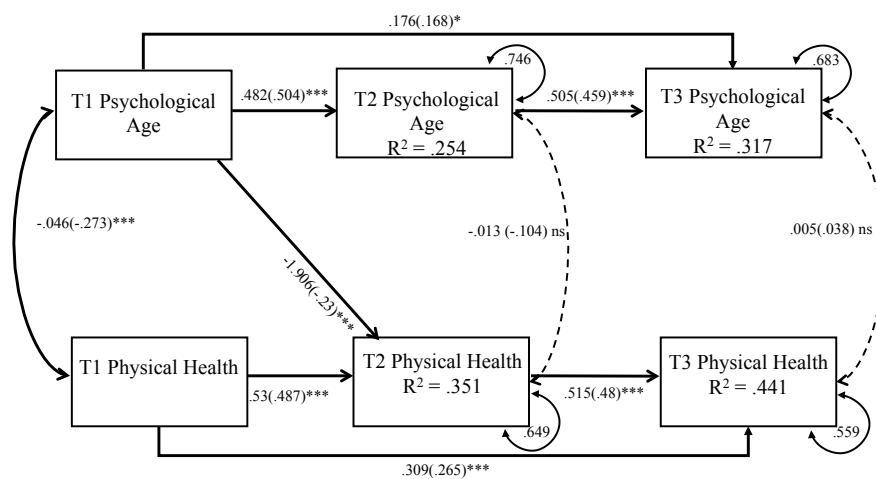 .176(.168)*
.746
.683
T1 Psychological
Age
.482(.504)***
T2 Psychological
Age
R² = .254
.505(.459)***
T3 Psychological
Age
R² = .317
-.046(-.273)***
-.013 (-.104) ns
.005(.038) ns
-1.906(-.23)***
T1 Physical Health
.53(.487)***
T2 Physical Health
R² = .351
.515(.48)***
T3 Physical Health
R² = .441
.649
.559
.309(.265)***